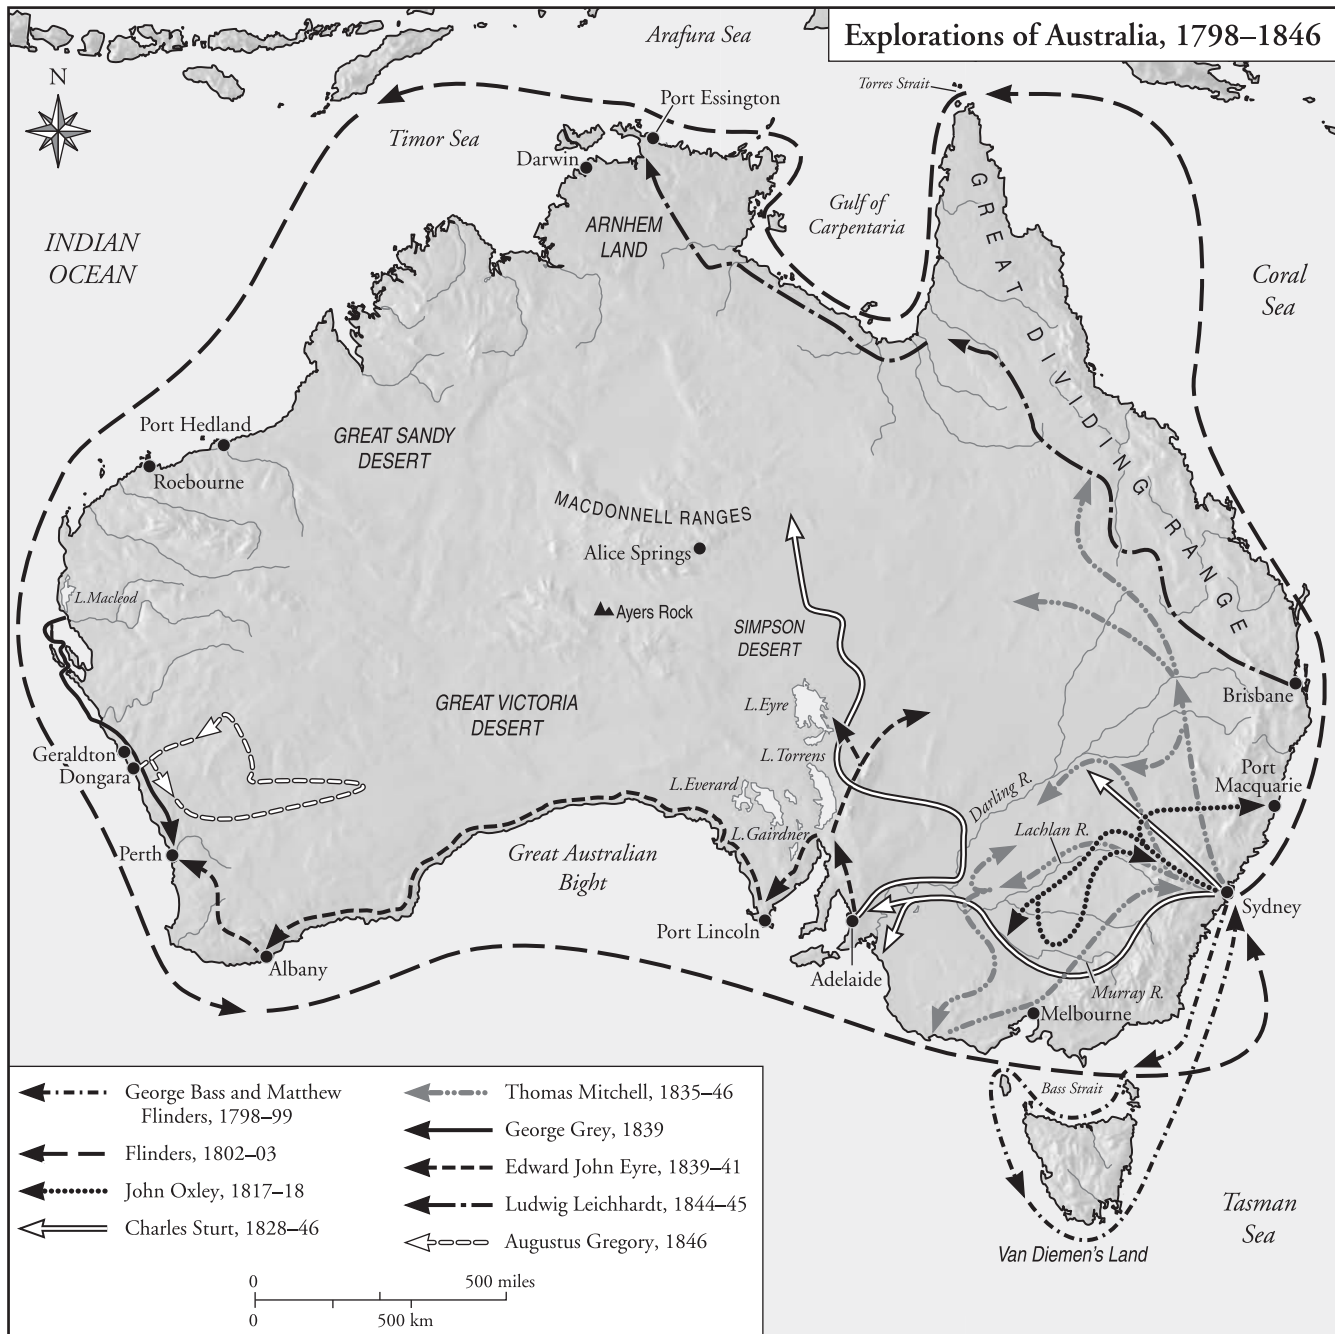 Explorations of Australia, 1798–1846
Arafura Sea
N
Torres Strait
Port Essington
Timor Sea
Darwin
GREAT DIVIDING RANGE
Gulf of
Carpentaria
ARNHEM
LAND
INDIAN
OCEAN
Coral
Sea
Port Hedland
GREAT SANDY
DESERT
Roebourne
MACDONNELL RANGES
Alice Springs
L.Macleod
Ayers Rock
SIMPSON
DESERT
Brisbane
GREAT VICTORIA
DESERT
L.Eyre
Geraldton
L.Torrens
Dongara
Port
Macquarie
L.Everard
Darling R.
L.Gairdner
Lachlan R.
Perth
Great Australian
Bight
Sydney
Port Lincoln
Albany
Adelaide
Murray R.
Melbourne
Bass Strait
Tasman
Sea
Van Diemen's Land
George Bass and Matthew
Flinders, 1798–99
Flinders, 1802–03
John Oxley, 1817–18
Charles Sturt, 1828–46
Thomas Mitchell, 1835–46
George Grey, 1839
Edward John Eyre, 1839–41
Ludwig Leichhardt, 1844–45
Augustus Gregory, 1846
0 500 miles
0 500 km